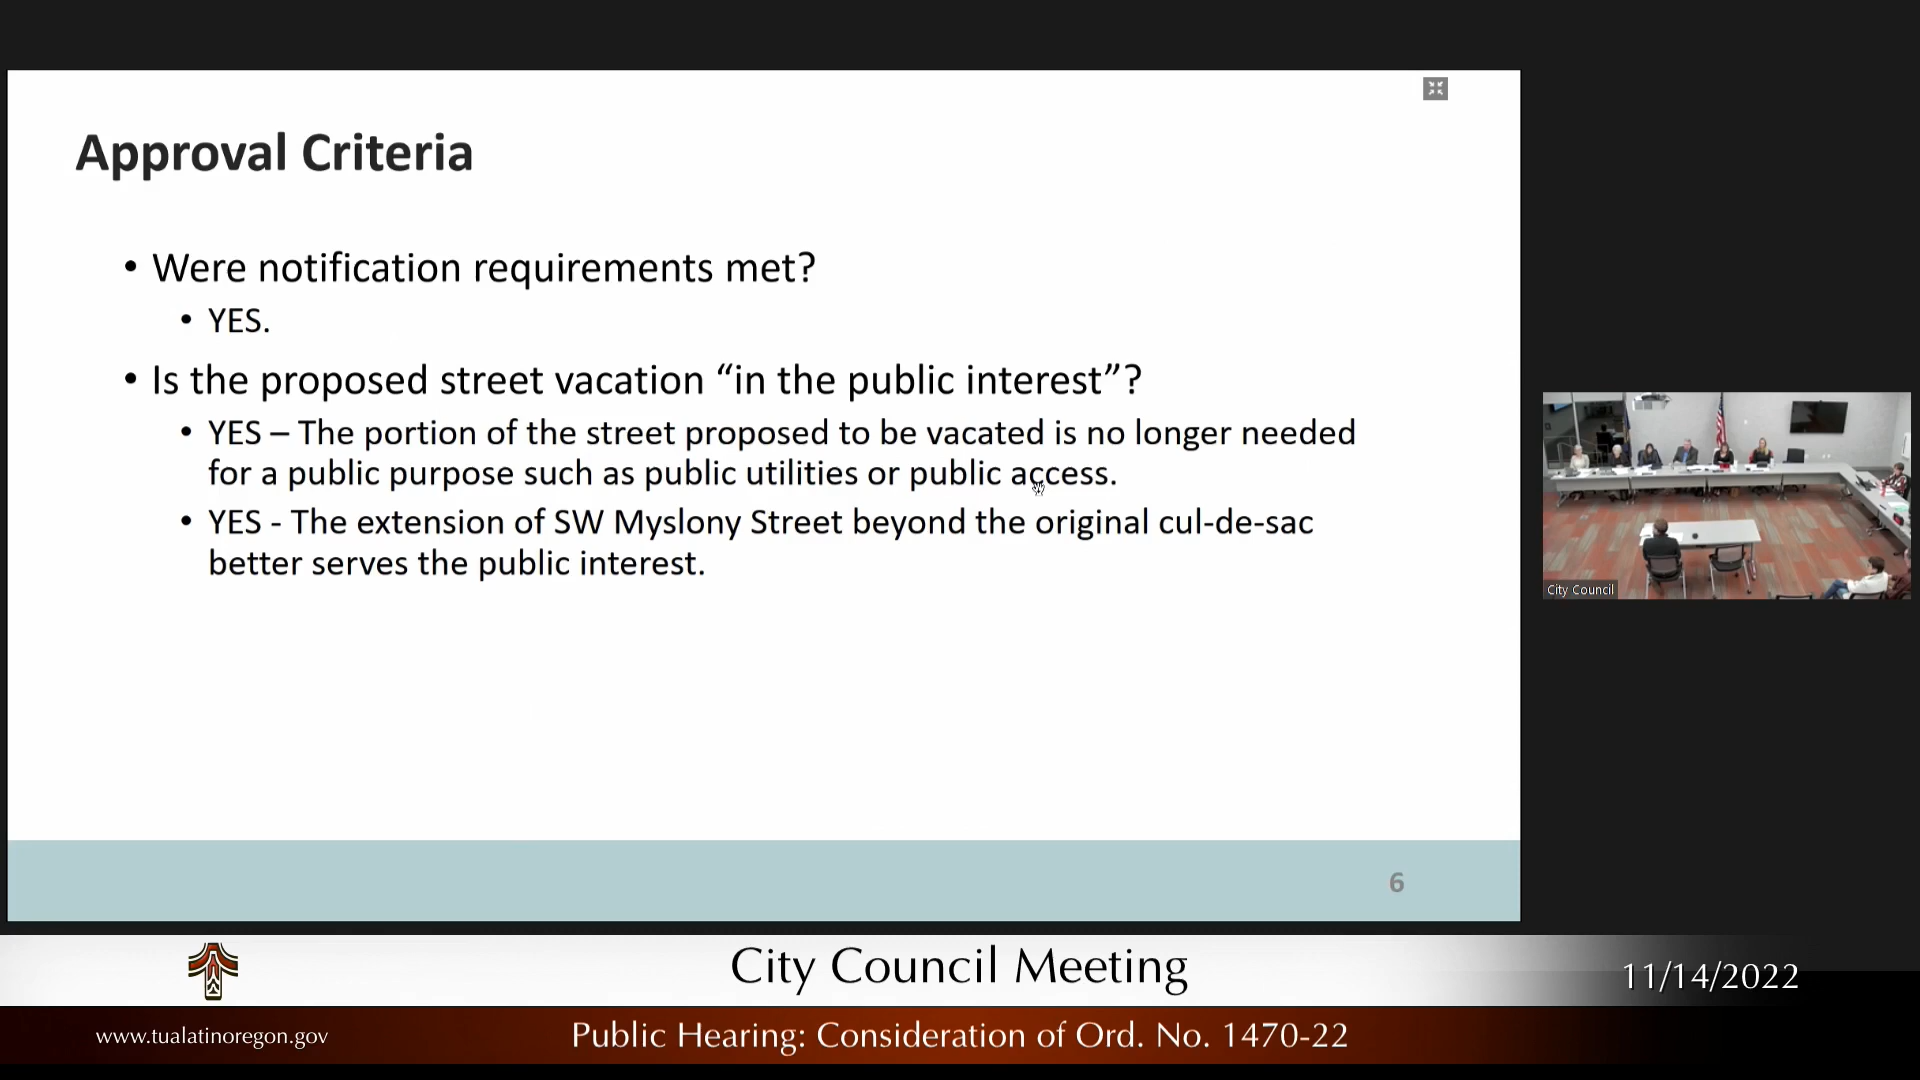 Approval Criteria
• Were notification requirements met?
• YES.
• Is the proposed street vacation “in the public interest”?
• YES – The portion of the street proposed to be vacated is no longer needed
for a public purpose such as public utilities or public access.
• YES - The extension of SW Myslony Street beyond the original cul-de-sac
better serves the public interest.
6
City Council
City Council Meeting
11/14/2022
www.tualatinoregon.gov
Public Hearing: Consideration of Ord. No. 1470-22